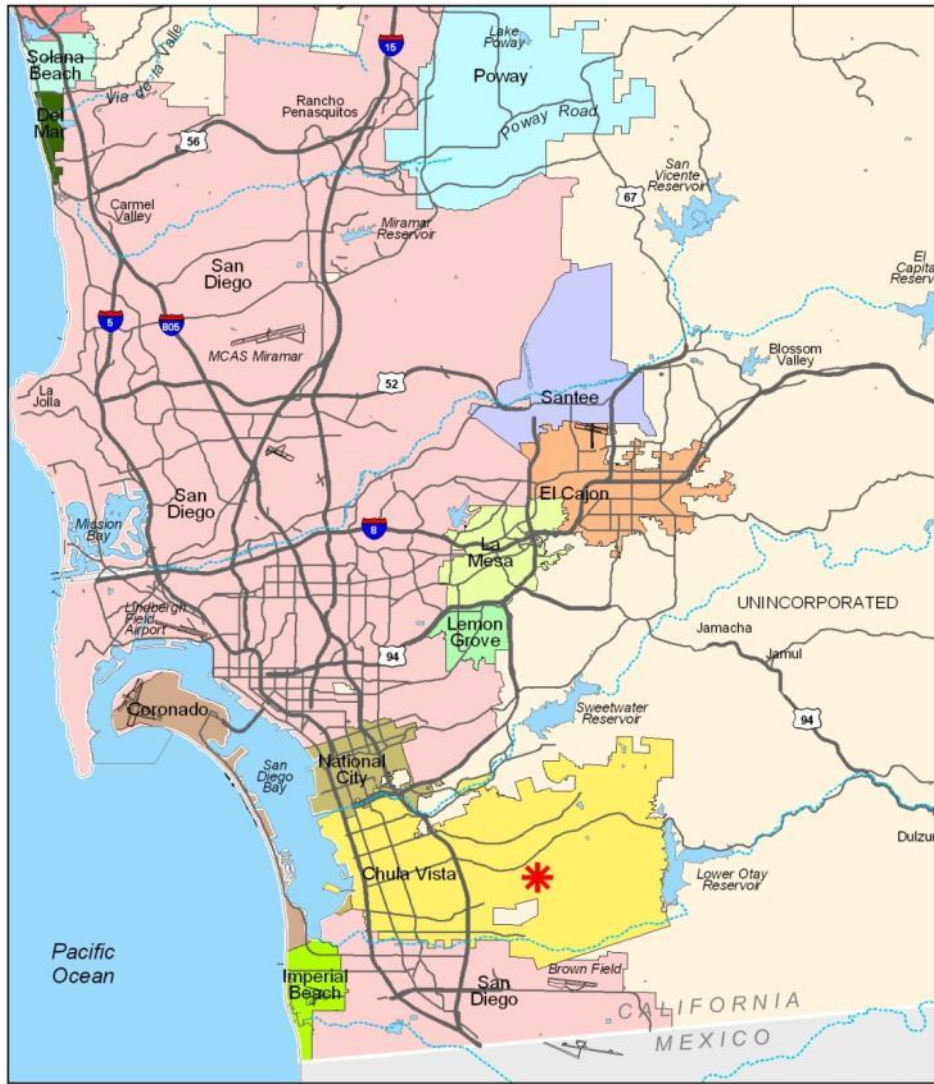 Solana
Beach
Via de la Valle
15
Lake
Poway
Poway
Rancho
Penasquitos
Del
Mar
56
Poway Road
San
Vicente
Reservoir
67
Carmel
Valley
Miramar
Reservoir
San
Diego
El
Capitan
Reserv
5
805
MCAS Miramar
Blossom
Valley
52
La
Jolla
Santee
San
Diego
El Cajon
Mission
Bay
8
La
Mesa
Lindbergh
Field
Airport
Lemon
Grove
UNINCORPORATED
Jamacha
94
Jamul
Coronado
Sweetwater
Reservoir
94
San
Diego
Bay
National
City
Dulzur
Chula Vista
Lower Otay
Reservoir
Pacific
Ocean
Imperial
Beach
San
Diego
Brown Field
CALIFORNIA
MEXICO